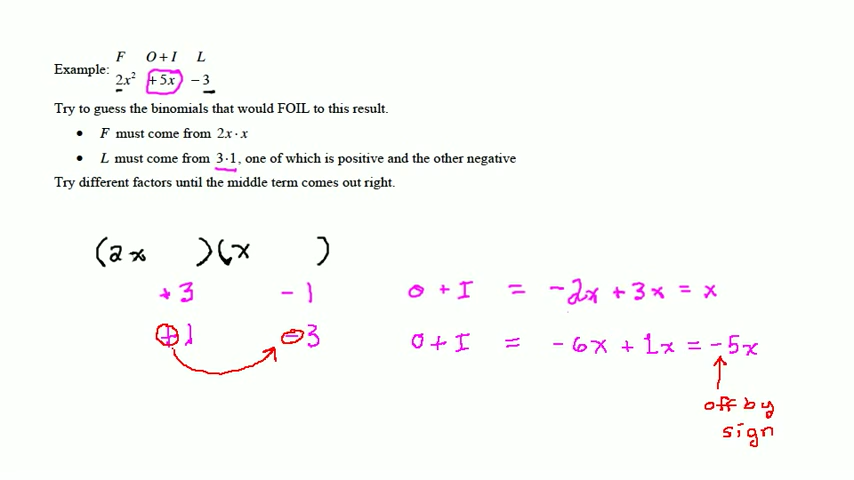 F O+I L
Example: 2x² +5x −3
Try to guess the binomials that would FOIL to this result.
• F must come from 2x·x
• L must come from 3·1, one of which is positive and the other negative
Try different factors until the middle term comes out right.
(2x )(x )
+3 −1 O+I = −2x+3x = x
+1 −3 O+I = −6x+1x = −5x
off by
sign